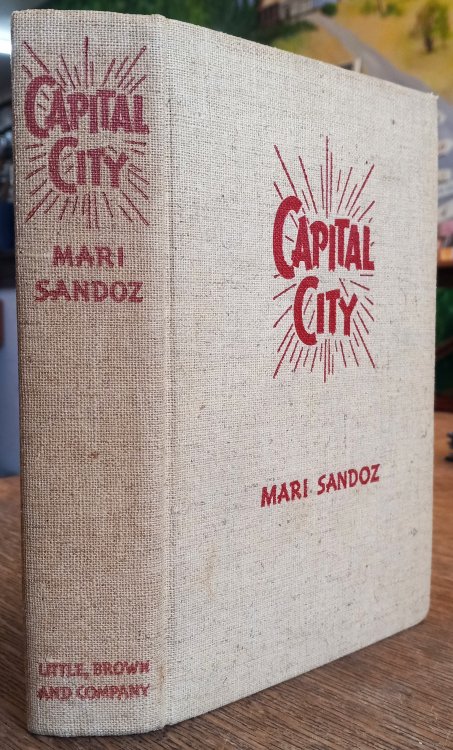 CAPITAL
CITY
MARI
SANDOZ
LITTLE, BROWN
AND COMPANY
CAPITAL
CITY
MARI SANDOZ